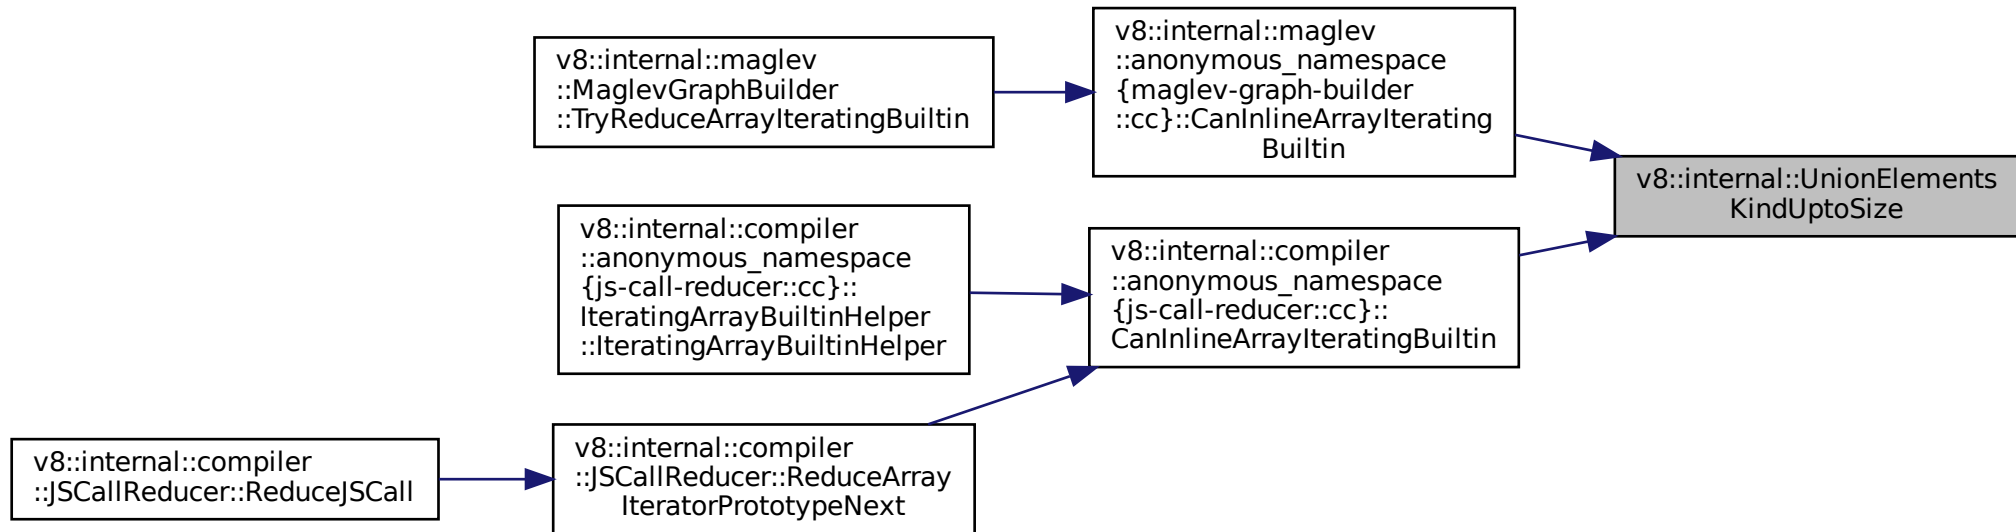 v8::internal::maglev
::MaglevGraphBuilder
::TryReduceArrayIteratingBuiltin
v8::internal::maglev
::anonymous_namespace
{maglev-graph-builder
::cc}::CanInlineArrayIterating
Builtin
v8::internal::UnionElements
KindUptoSize
v8::internal::compiler
::anonymous_namespace
{js-call-reducer::cc}::
IteratingArrayBuiltinHelper
::IteratingArrayBuiltinHelper
v8::internal::compiler
::anonymous_namespace
{js-call-reducer::cc}::
CanInlineArrayIteratingBuiltin
v8::internal::compiler
::JSCallReducer::ReduceJSCall
v8::internal::compiler
::JSCallReducer::ReduceArray
IteratorPrototypeNext